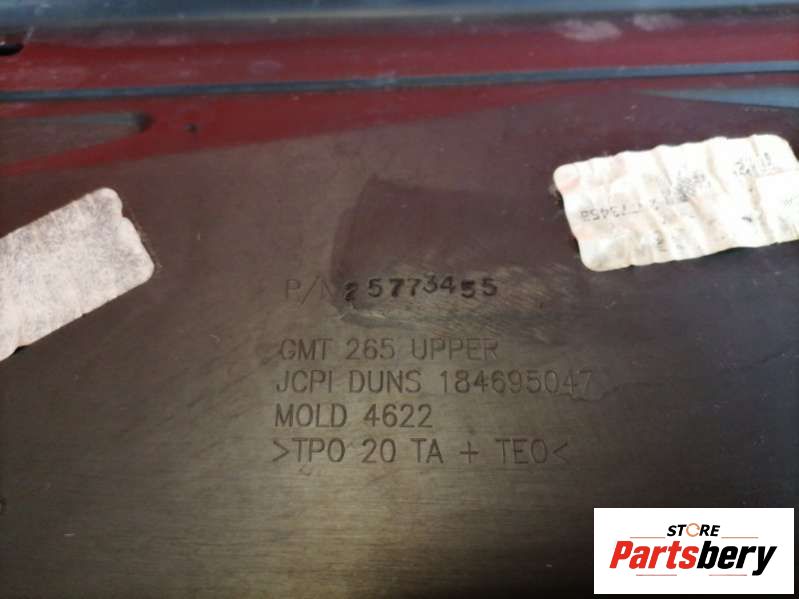 P/N 25773455
GMT 265 UPPER
JCPI DUNS 184695047
MOLD 4622
>TPO 20 TA + TEO<
STORE
Partsbery